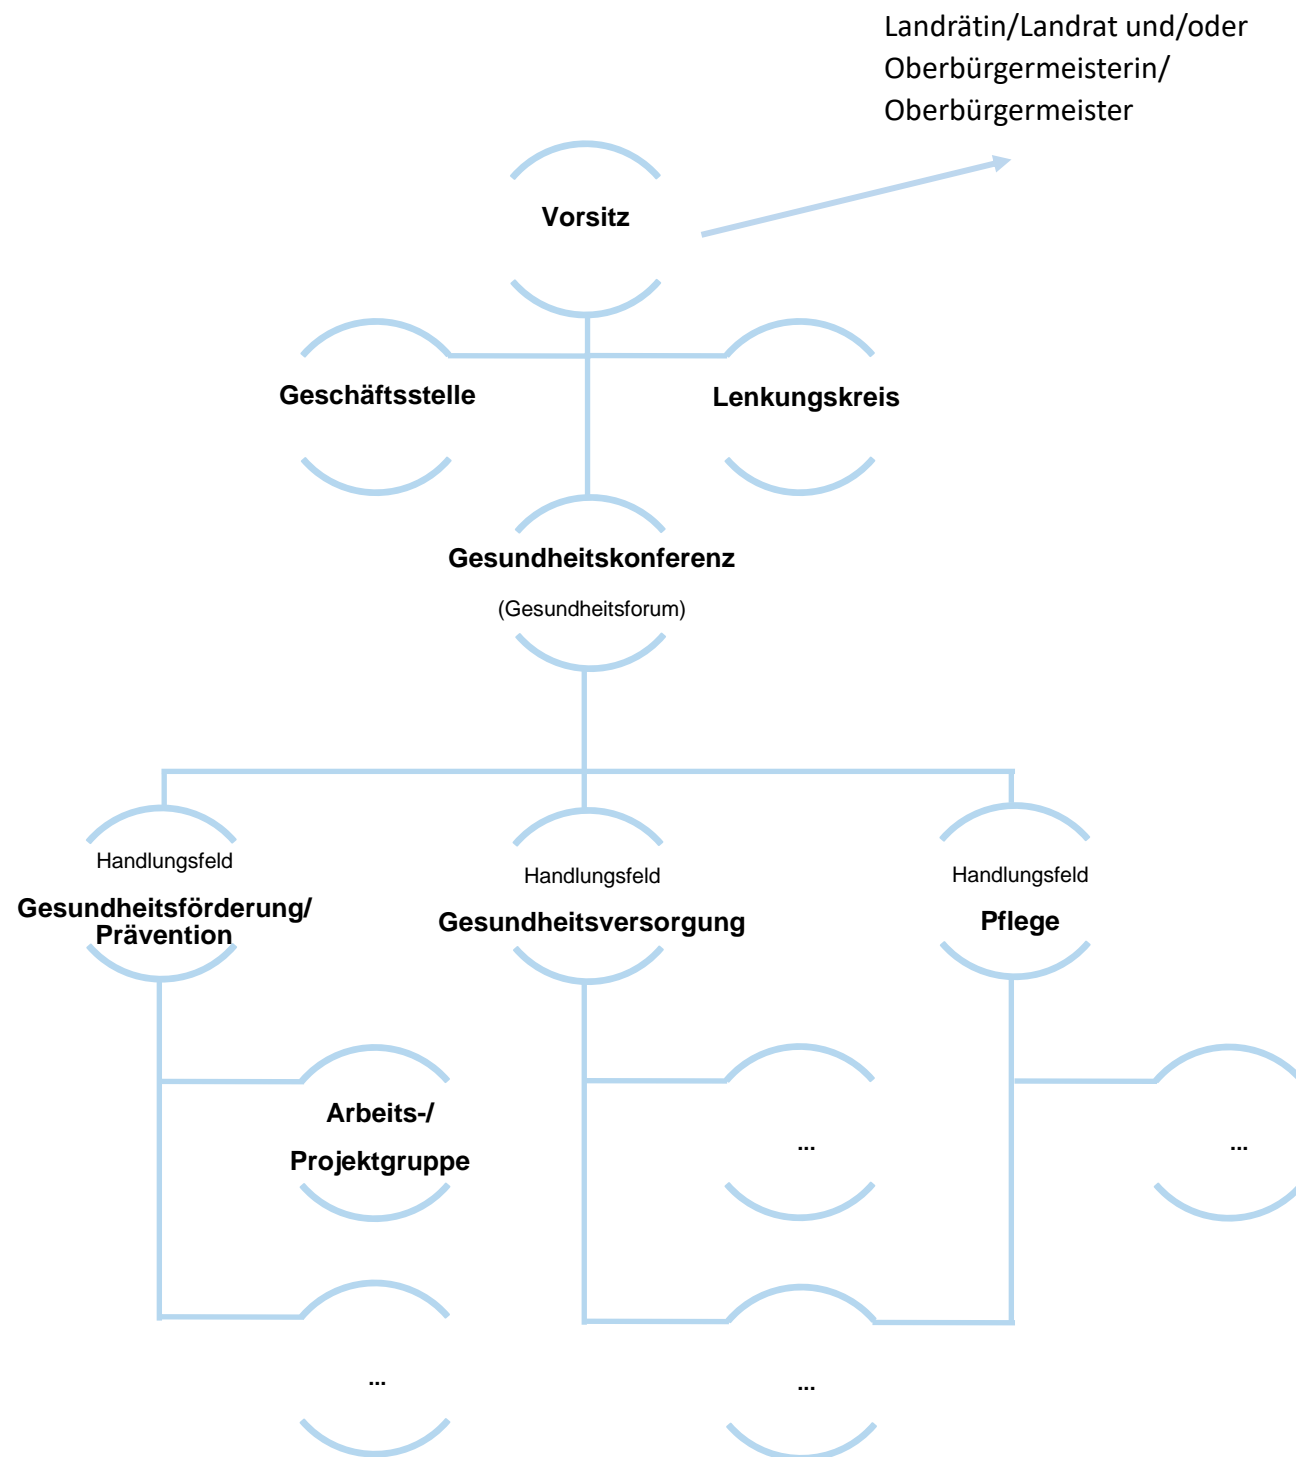 Landrätin/Landrat und/oder
Oberbürgermeisterin/
Oberbürgermeister
Vorsitz
Geschäftsstelle
Lenkungskreis
Gesundheitskonferenz
(Gesundheitsforum)
Handlungsfeld
Gesundheitsförderung/
Prävention
Handlungsfeld
Gesundheitsversorgung
Handlungsfeld
Pflege
Arbeits-/
Projektgruppe
...
...
...
...